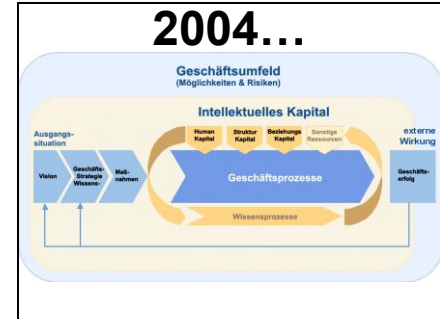 2004…
Geschäftsumfeld
(Möglichkeiten & Risiken)
Intellektuelles Kapital
Ausgangs-
situation
Human
Kapital
Struktur
Kapital
Beziehungs
Kapital
Sonstige
Ressourcen
externe
Wirkung
Vision
Geschäfts-
Strategie
Wissens-
Maß-
nahmen
Geschäftsprozesse
Geschäfts-
erfolg
Wissensprozesse